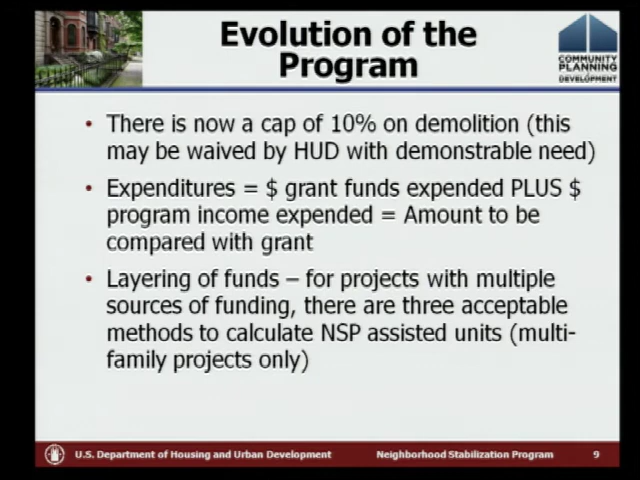 Evolution of the
Program
COMMUNITY
PLANNING
DEVELOPMENT
• There is now a cap of 10% on demolition (this
may be waived by HUD with demonstrable need)
• Expenditures = $ grant funds expended PLUS $
program income expended = Amount to be
compared with grant
• Layering of funds – for projects with multiple
sources of funding, there are three acceptable
methods to calculate NSP assisted units (multi-
family projects only)
U.S. Department of Housing and Urban Development Neighborhood Stabilization Program 9